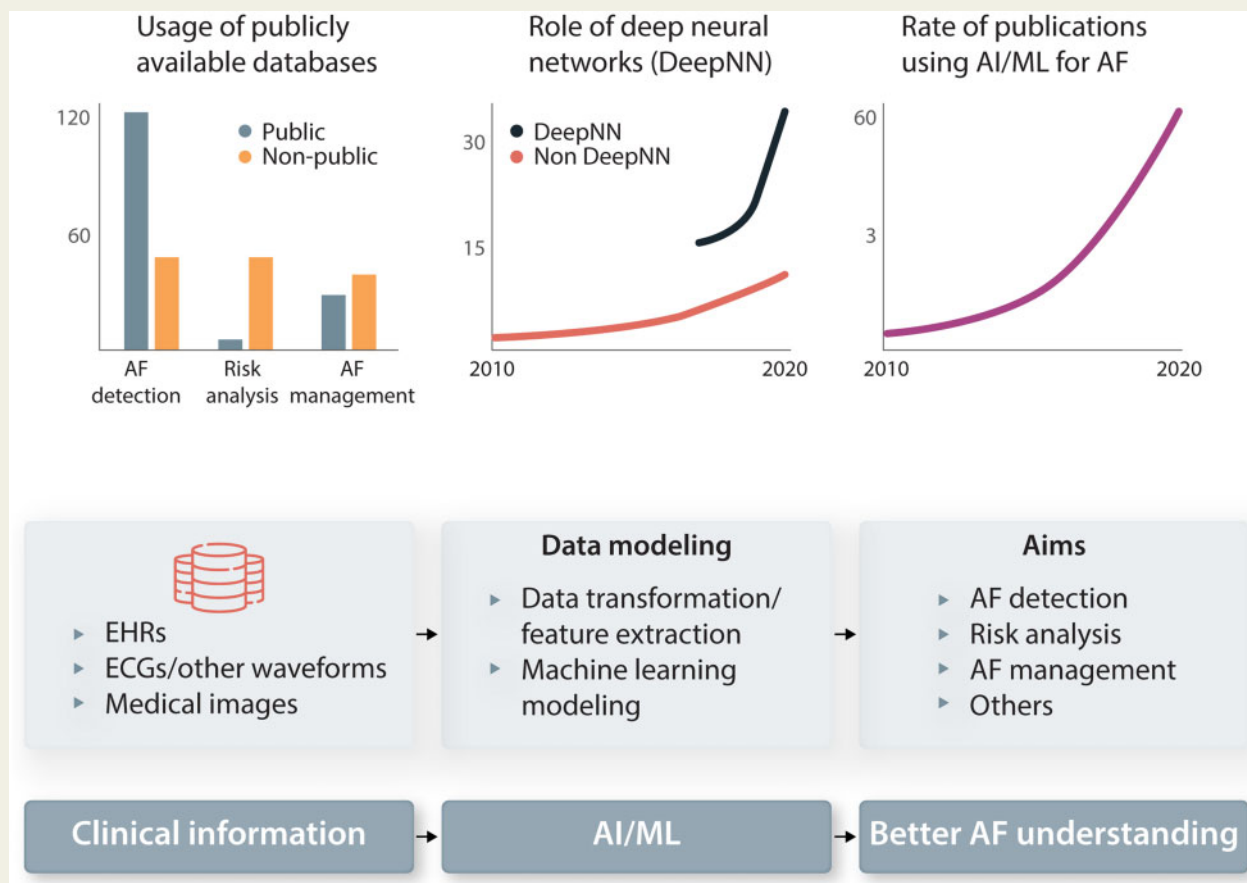 Usage of publicly
available databases
120
60
Public
Non-public
AF
detection
Risk
analysis
AF
management
Role of deep neural
networks (DeepNN)
30
15
DeepNN
Non DeepNN
2010
2020
Rate of publications
using AI/ML for AF
60
3
2010
2020
EHRs
ECGs/other waveforms
Medical images
Data modeling
Data transformation/
feature extraction
Machine learning
modeling
Aims
AF detection
Risk analysis
AF management
Others
Clinical information
AI/ML
Better AF understanding